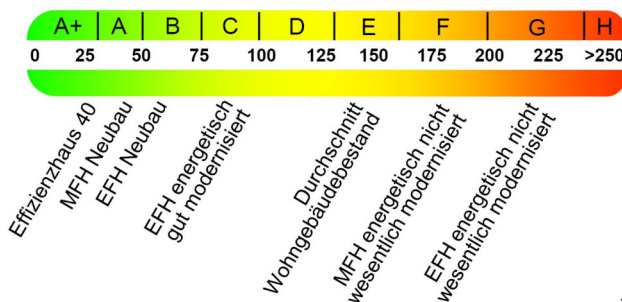 A+ A B C D E F G H
0 25 50 75 100 125 150 175 200 225 >250
Effizienzhaus 40
MFH Neubau
EFH Neubau
EFH energetisch
gut modernisiert
Durchschnitt
Wohngebäudebestand
MFH energetisch nicht
wesentlich modernisiert
EFH energetisch nicht
wesentlich modernisiert